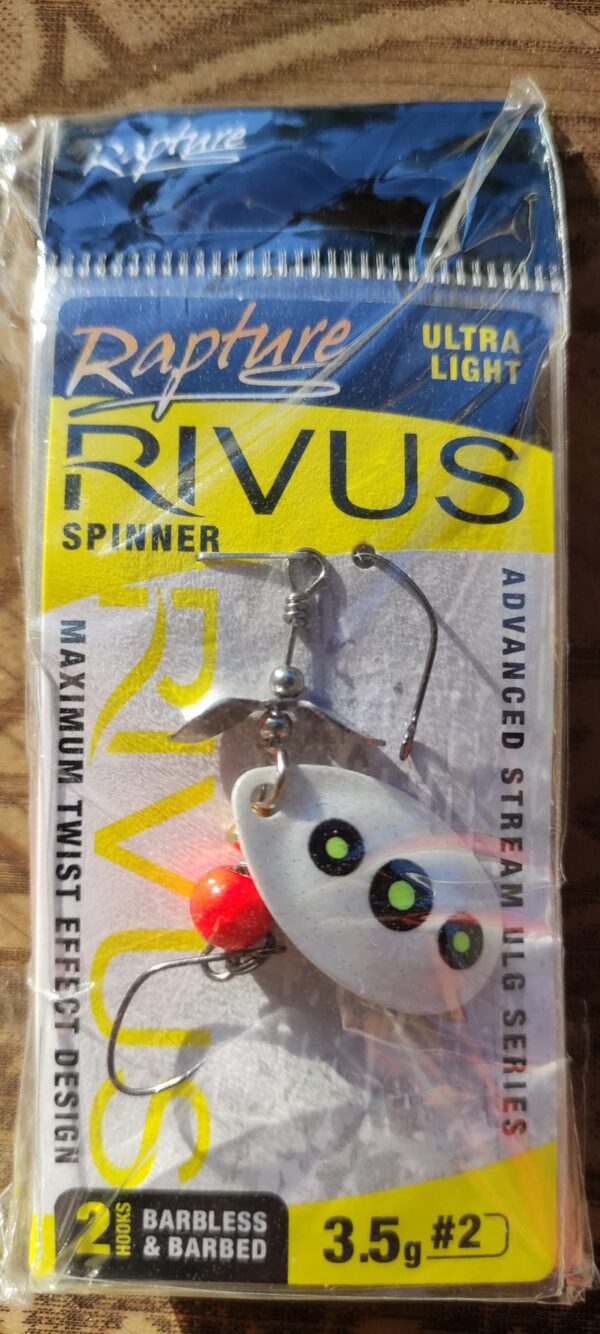 Rapture
Rapture
ULTRA
LIGHT
RIVUS
SPINNER
RIVUS
MAXIMUM TWIST EFFECT DESIGN
ADVANCED STREAM ULG SERIES
2
HOOKS
BARBLESS
& BARBED
3.5g #2